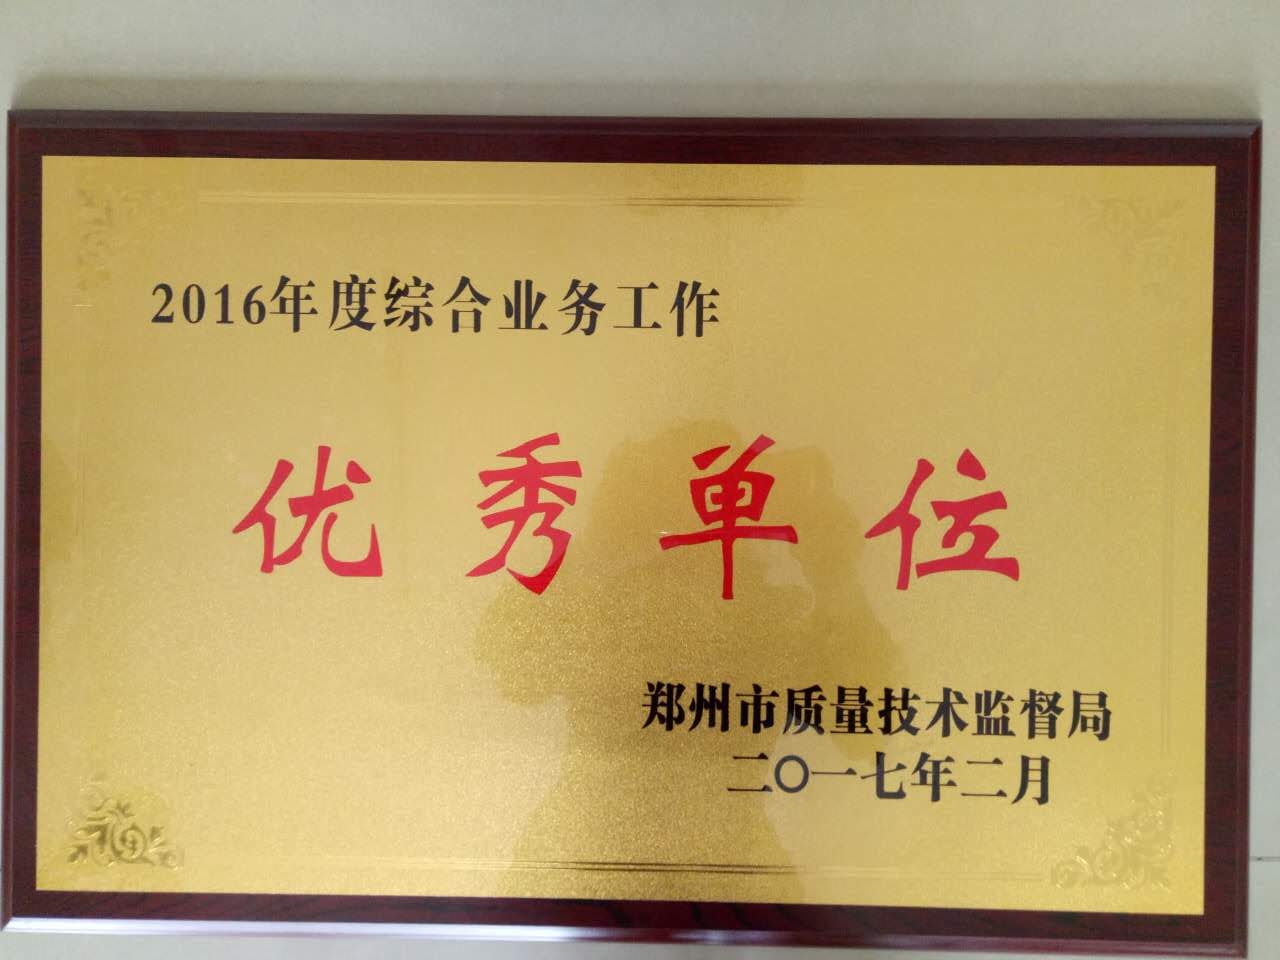 2016年度综合业务工作
优秀单位
郑州市质量技术监督局
二〇一七年二月